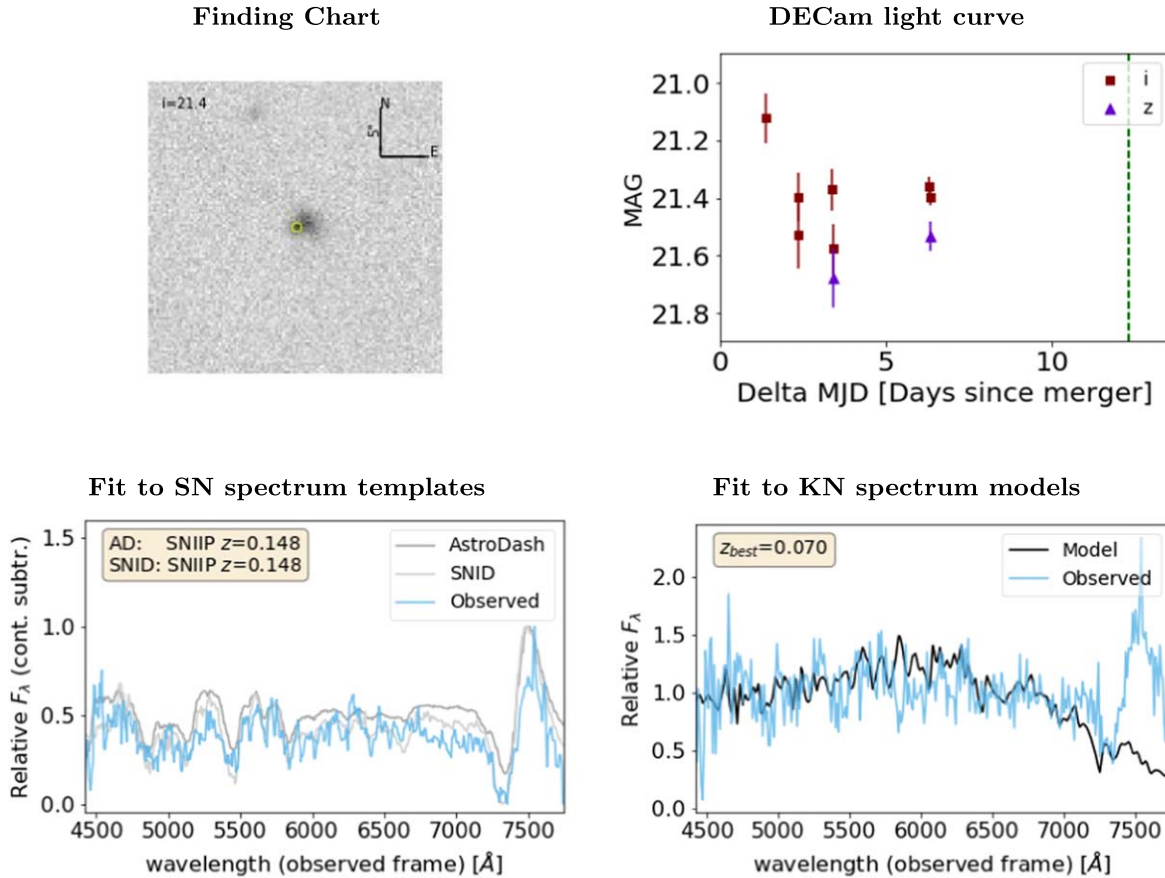 Finding Chart
i=21.4
N
5"
E
DECam light curve
21.0
21.2
21.4
21.6
21.8
MAG
i
z
0
5
10
Delta MJD [Days since merger]
Fit to SN spectrum templates
1.5
1.0
0.5
0.0
Relative Fλ (cont. subtr.)
AD: SNIIP z=0.148
SNID: SNIIP z=0.148
AstroDash
SNID
Observed
4500 5000 5500 6000 6500 7000 7500
wavelength (observed frame) [Å]
Fit to KN spectrum models
2.0
1.5
1.0
0.5
0.0
Relative Fλ
zbest=0.070
Model
Observed
4500 5000 5500 6000 6500 7000 7500
wavelength (observed frame) [Å]